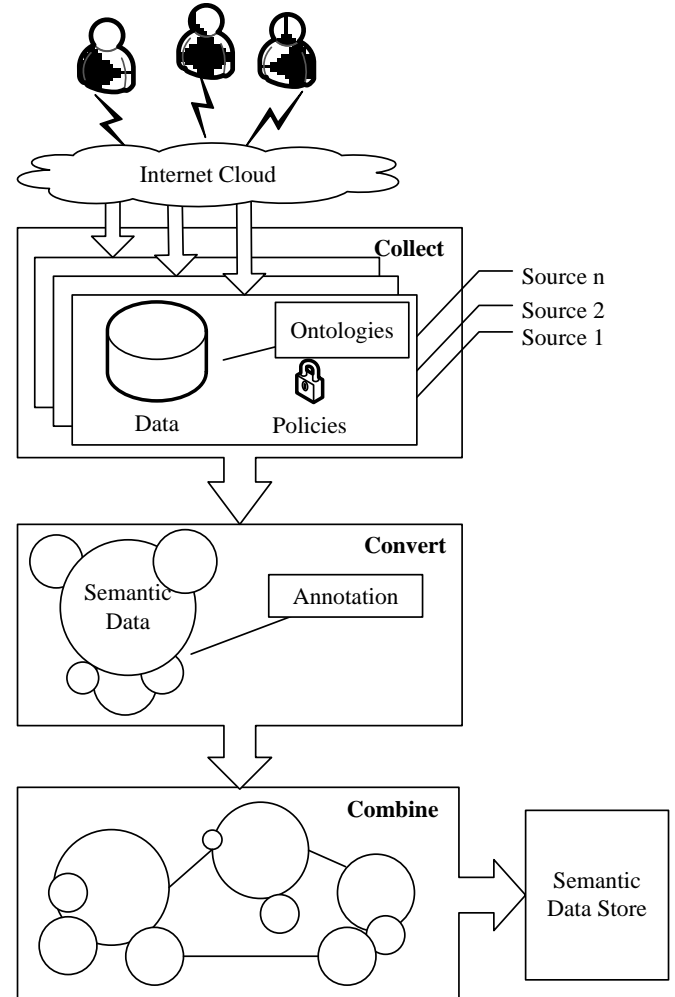 Internet Cloud
Collect
Source n
Source 2
Source 1
Ontologies
Data
Policies
Convert
Semantic
Data
Annotation
Combine
Semantic
Data Store